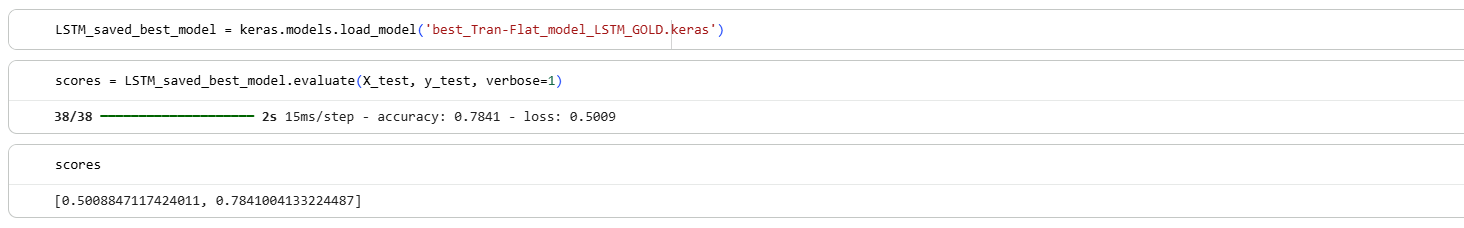 LSTM_saved_best_model = keras.models.load_model('best_Tran-Flat_model_LSTM_GOLD.keras')
scores = LSTM_saved_best_model.evaluate(X_test, y_test, verbose=1)
38/38 ━━━━━━━━━━━━━━━━━━━━ 2s 15ms/step - accuracy: 0.7841 - loss: 0.5009
scores
[0.5008847117424011, 0.7841004133224487]